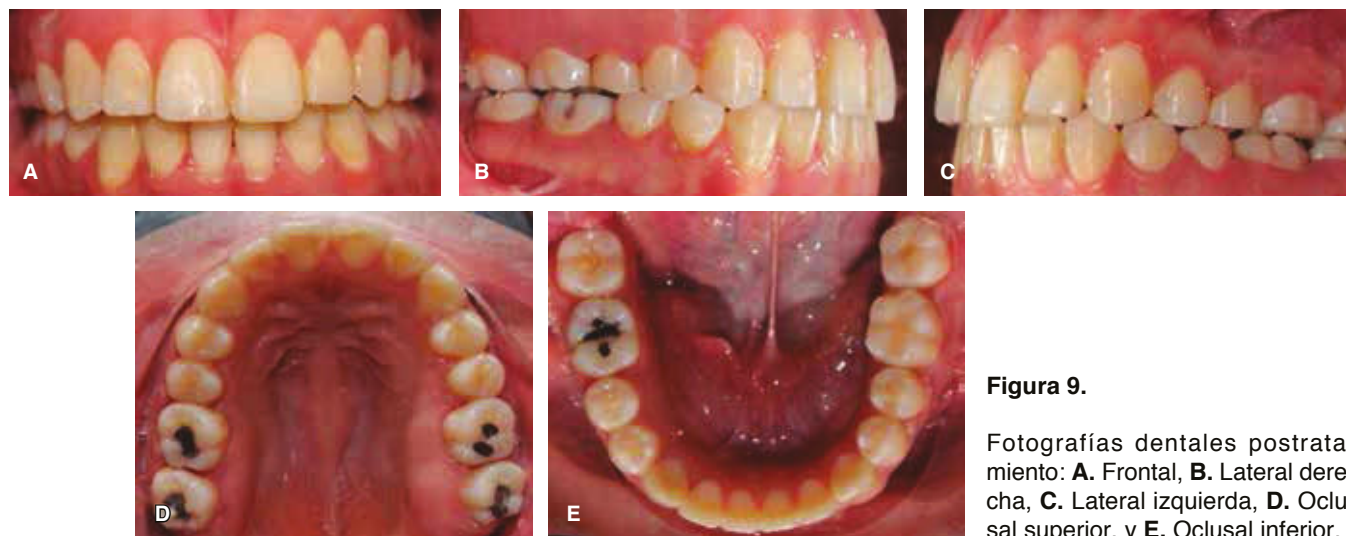 A
B
C
D
E
Figura 9.
Fotografías dentales postrata
miento: A. Frontal, B. Lateral dere
cha, C. Lateral izquierda, D. Oclu
sal superior, y E. Oclusal inferior.